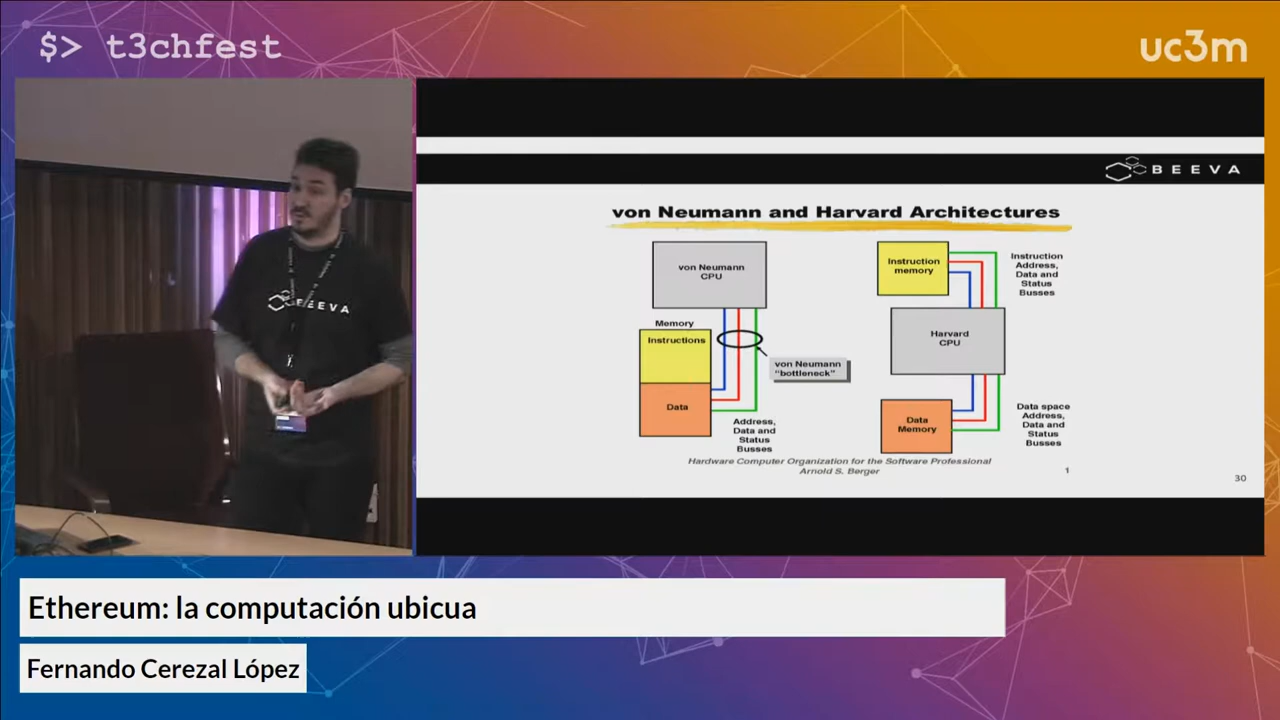 $> t3chfest
uc3m
BEEVA
BEEVA
von Neumann and Harvard Architectures
von Neumann
CPU
Memory
Instructions
Data
von Neumann
"bottleneck"
Address,
Data and
Status
Busses
Instruction
memory
Instruction
Address,
Data and
Status
Busses
Harvard
CPU
Data
Memory
Data space
Address,
Data and
Status
Busses
Hardware Computer Organization for the Software Professional
Arnold S. Berger
1
30
Ethereum: la computación ubicua
Fernando Cerezal López